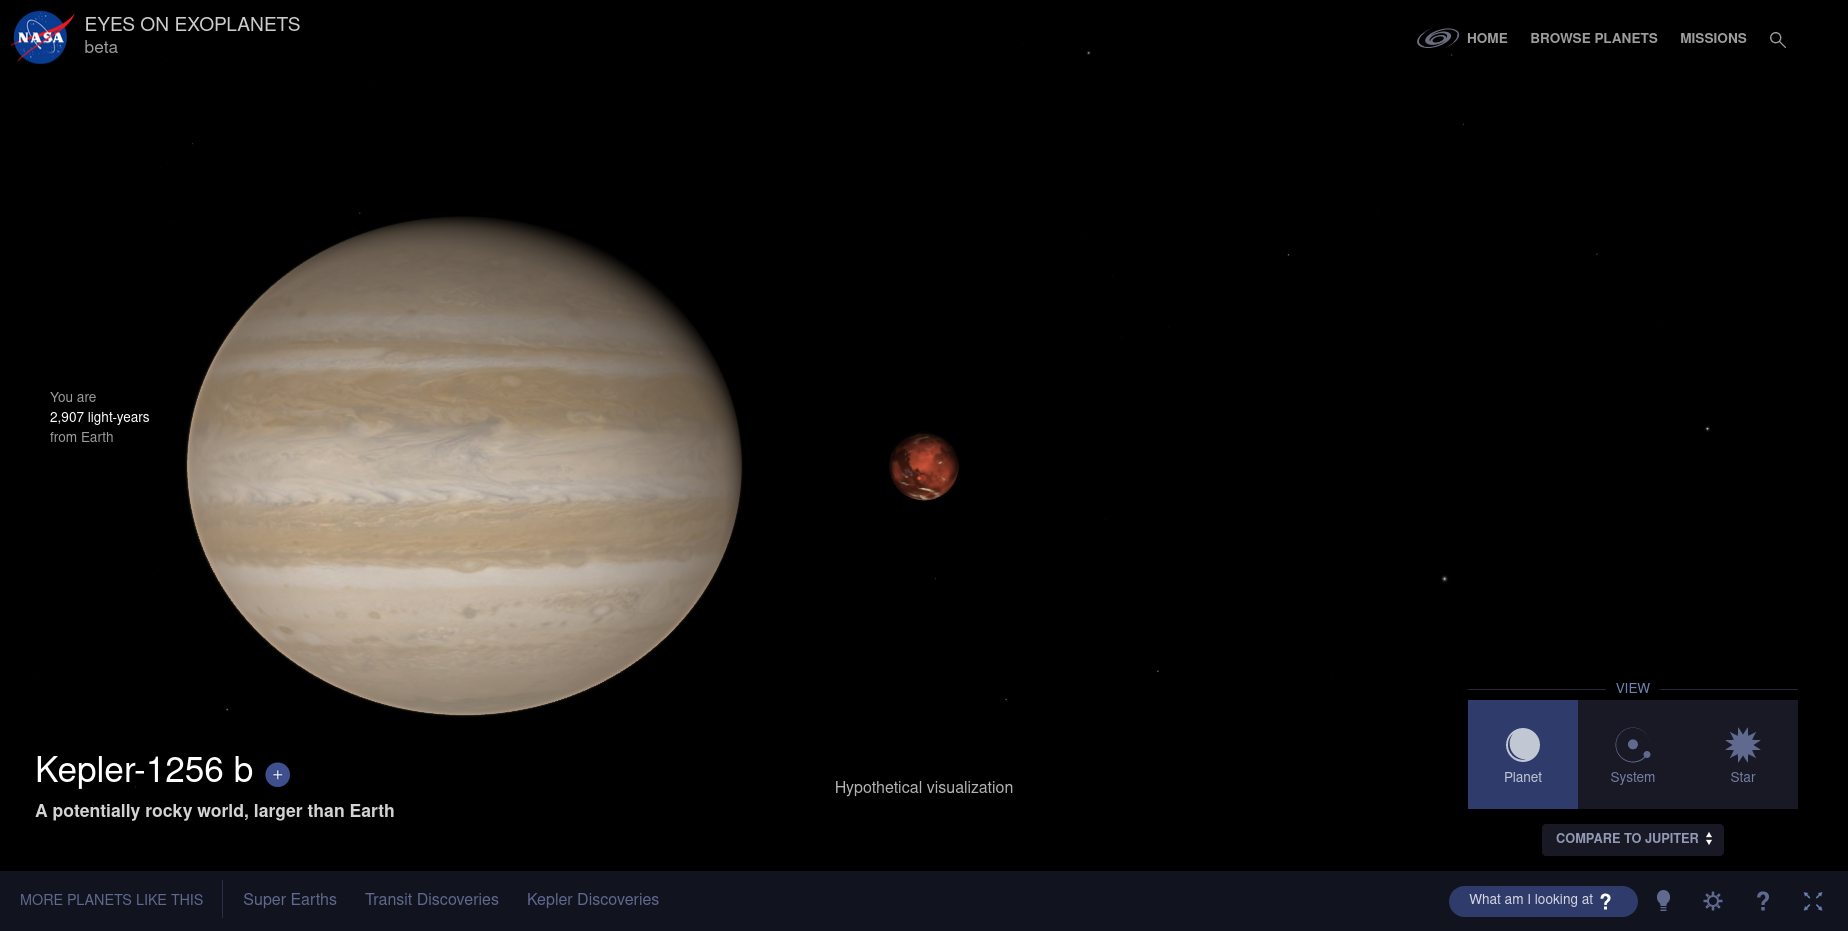 NASA
EYES ON EXOPLANETS
beta
HOME
BROWSE PLANETS
MISSIONS
You are
2,907 light-years
from Earth
Kepler-1256 b +
A potentially rocky world, larger than Earth
Hypothetical visualization
VIEW
Planet
System
Star
COMPARE TO JUPITER
MORE PLANETS LIKE THIS
Super Earths
Transit Discoveries
Kepler Discoveries
What am I looking at ?
?